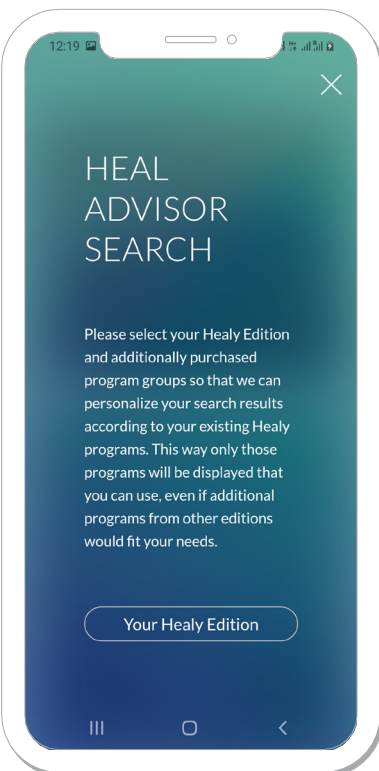 12:19
HEAL
ADVISOR
SEARCH
Please select your Healy Edition
and additionally purchased
program groups so that we can
personalize your search results
according to your existing Healy
programs. This way only those
programs will be displayed that
you can use, even if additional
programs from other editions
would fit your needs.
Your Healy Edition